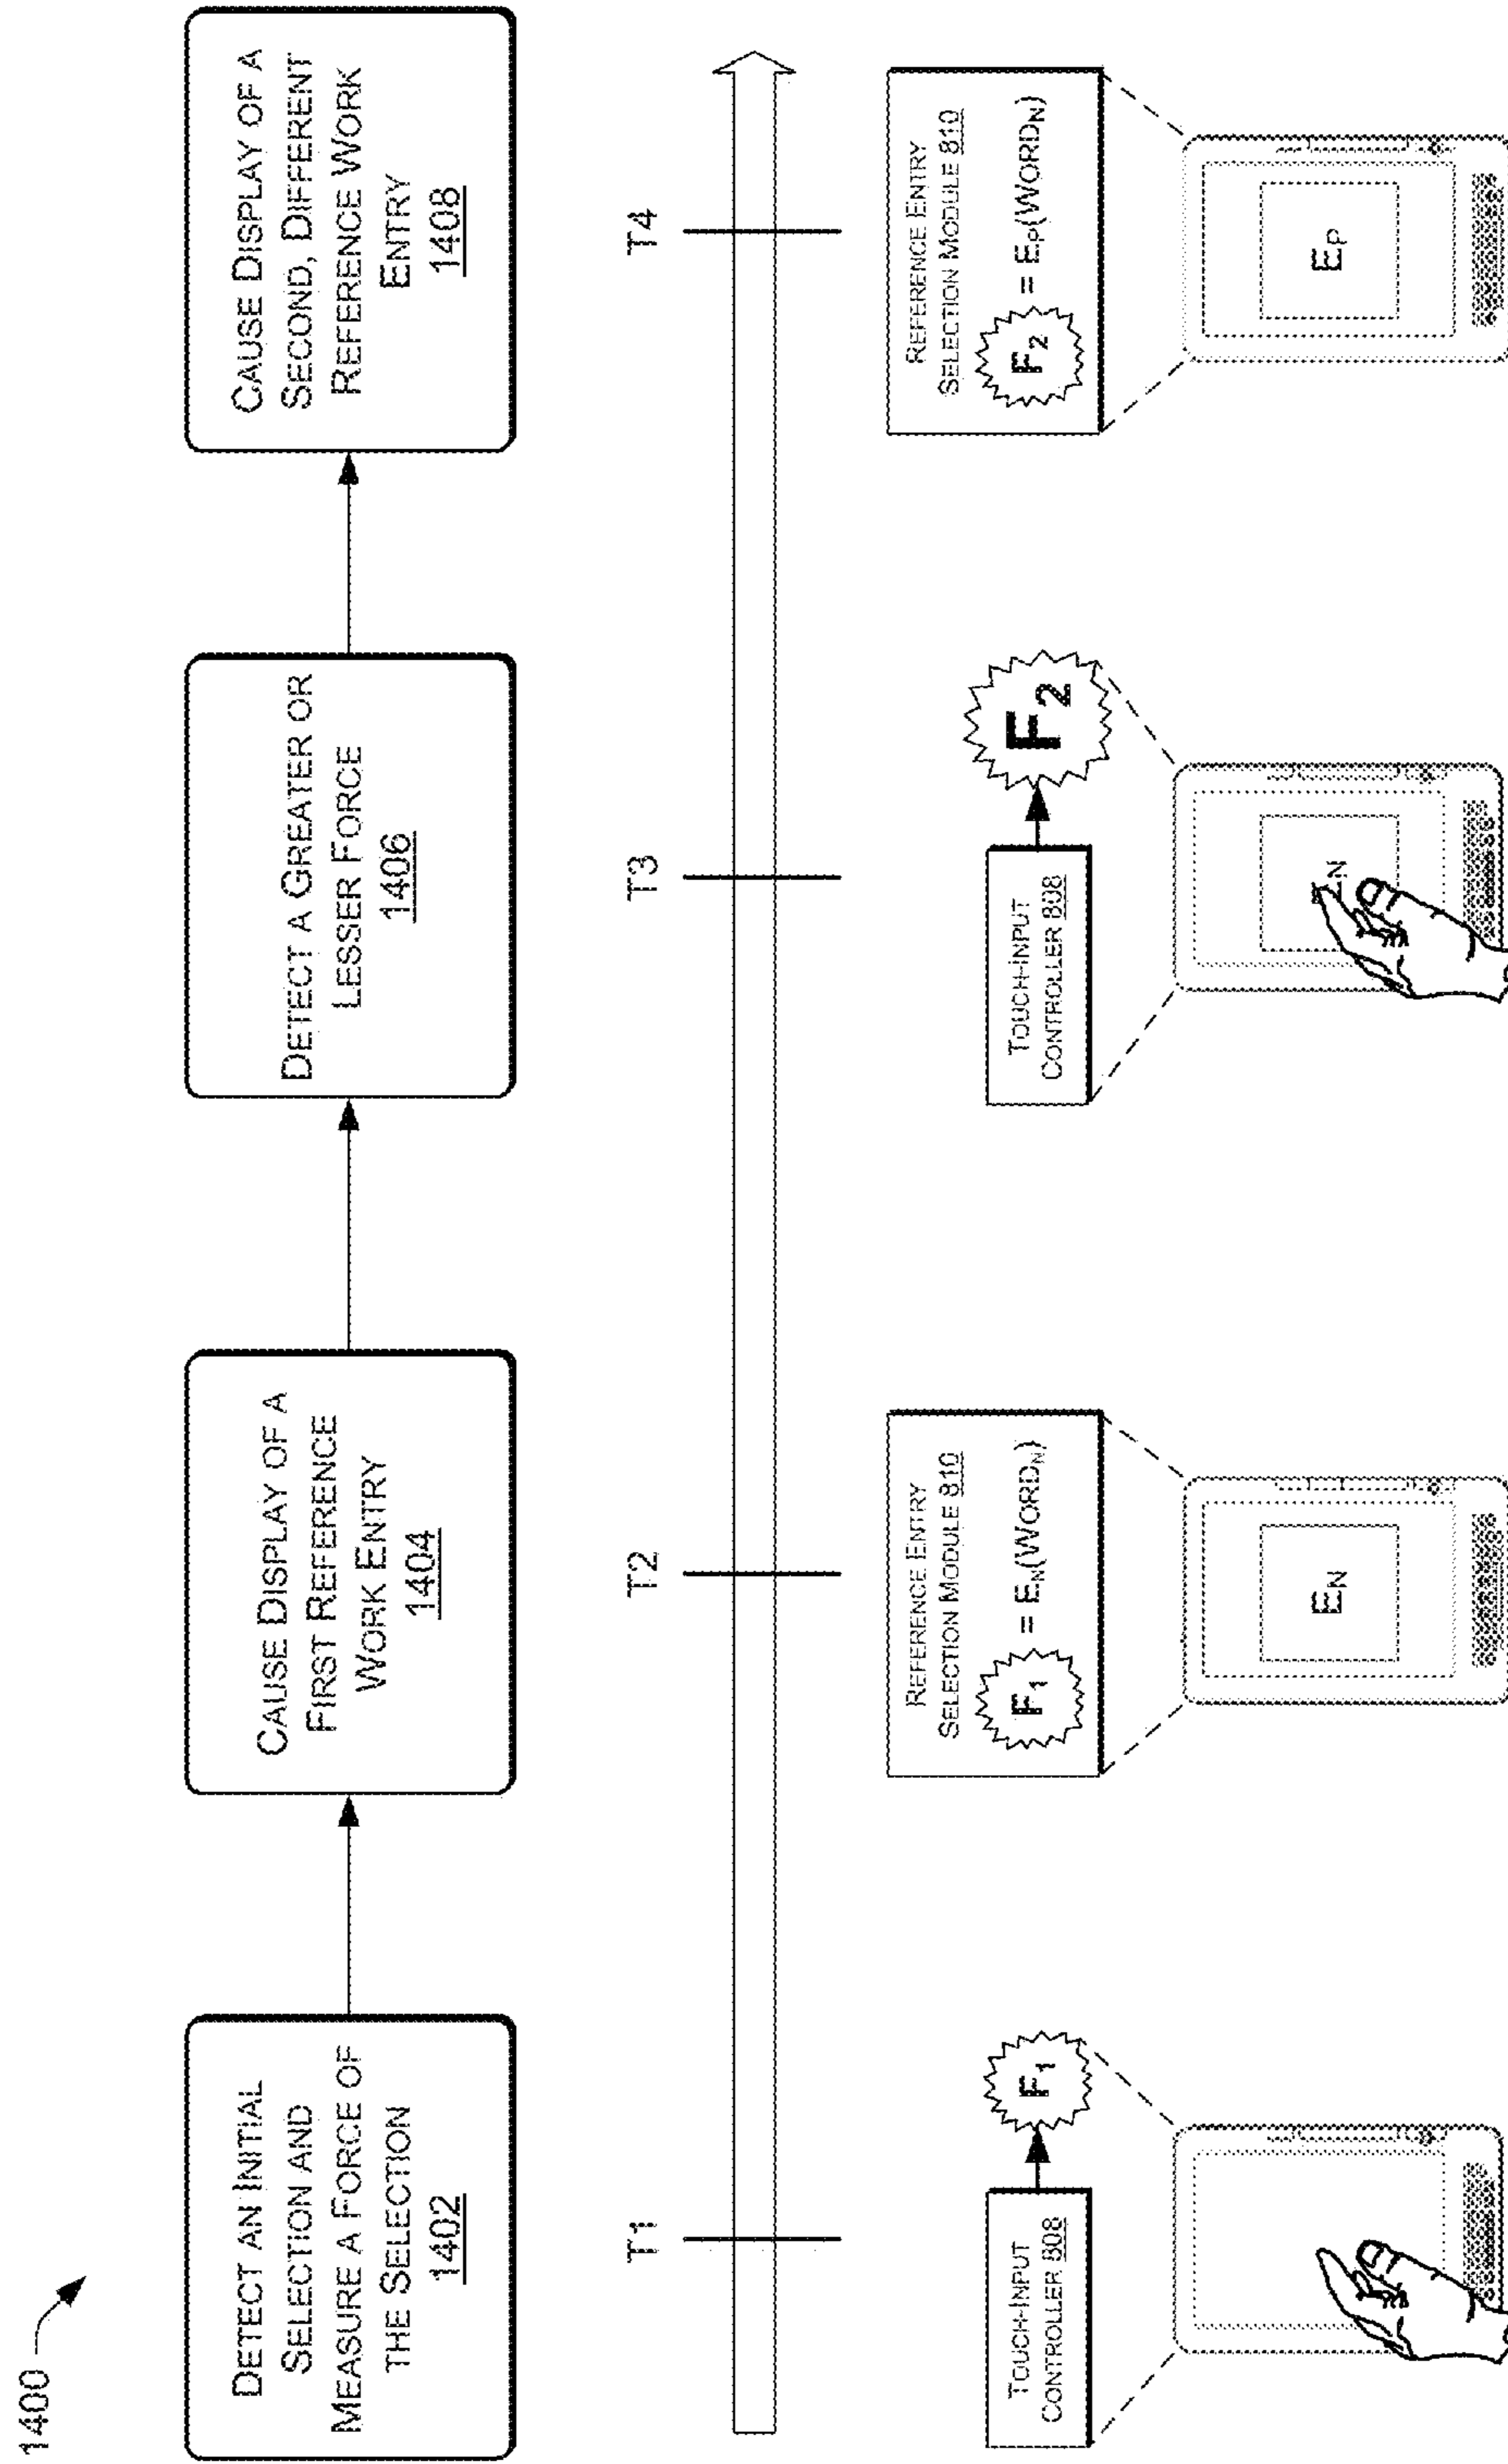 1400
DETECT AN INITIAL
SELECTION AND
MEASURE A FORCE OF
THE SELECTION
1402
CAUSE DISPLAY OF A
FIRST REFERENCE
WORK ENTRY
1404
DETECT A GREATER OR
LESSER FORCE
1406
CAUSE DISPLAY OF A
SECOND, DIFFERENT
REFERENCE WORK
ENTRY
1408
T1
T2
T3
T4
TOUCH-INPUT
CONTROLLER 808
F1
REFERENCE ENTRY
SELECTION MODULE 810
F1 = EN(WORDN)
EN
TOUCH-INPUT
CONTROLLER 808
F2
REFERENCE ENTRY
SELECTION MODULE 810
F2 = EP(WORDN)
EP